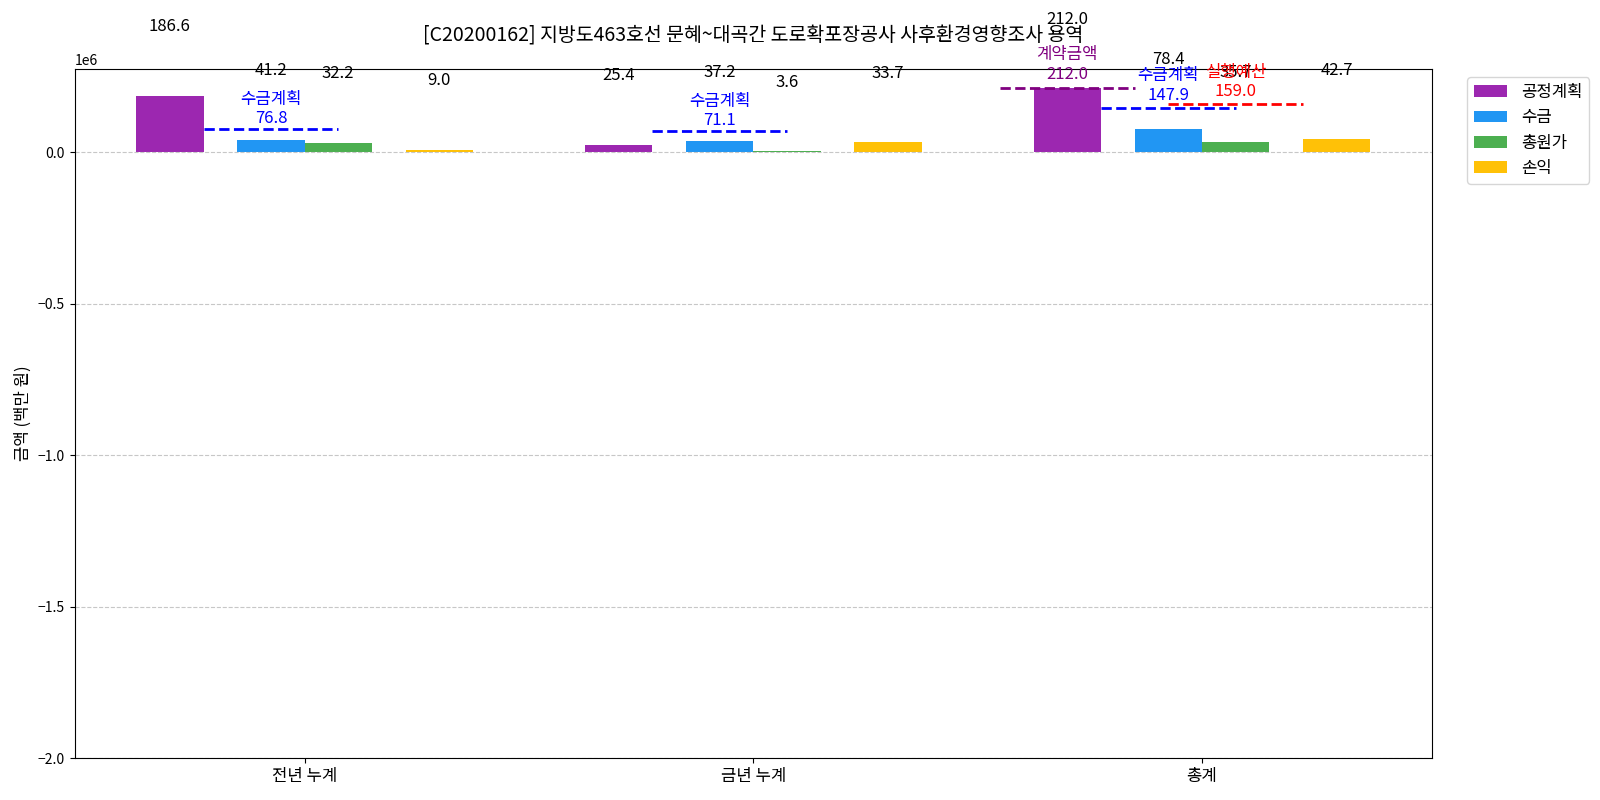 [C20200162] 지방도463호선 문혜~대곡간 도로확포장공사 사후환경영향조사 용역
1e6
186.6
41.2
32.2
9.0
수금계획
76.8
25.4
37.2
3.6
33.7
수금계획
71.1
212.0
계약금액
212.0
78.4
수금계획
147.9
35.7
실행예산
159.0
42.7
공정계획
수금
총원가
손익
금액 (백만 원)
0.0
−0.5
−1.0
−1.5
−2.0
전년 누계
금년 누계
총계